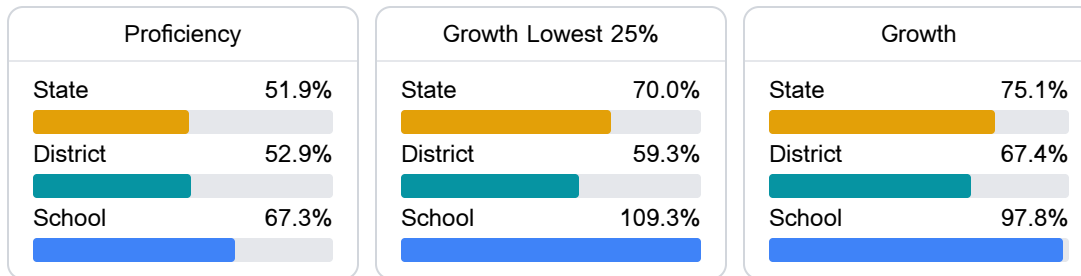 Proficiency
State 51.9%
District 52.9%
School 67.3%
Growth Lowest 25%
State 70.0%
District 59.3%
School 109.3%
Growth
State 75.1%
District 67.4%
School 97.8%